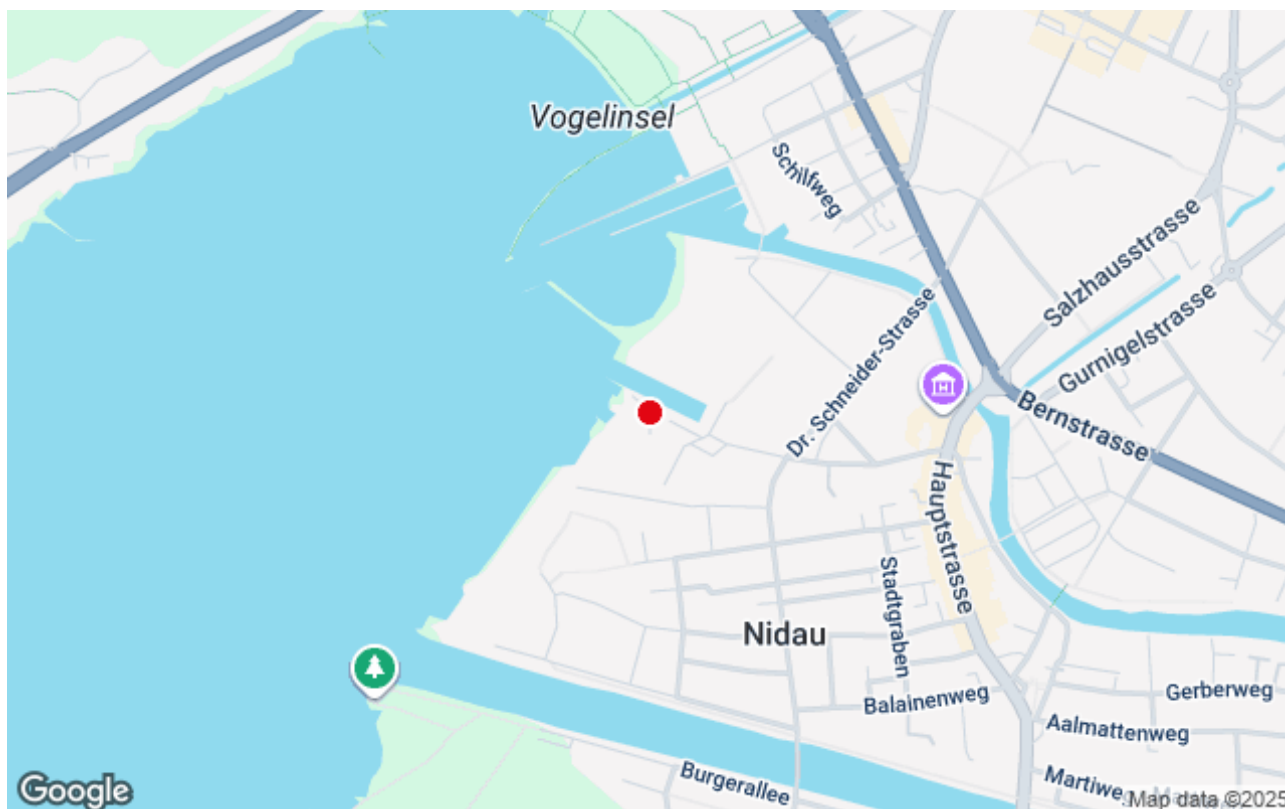 Vogelinsel
Schilfweg
Salzhausstrasse
Gurnigelstrasse
Dr. Schneider-Strasse
H
Bernstrasse
Hauptstrasse
Stadtgraben
Nidau
Balainenweg
Gerberweg
Aalmattenweg
Burgerallee
Martiweg
Google
Map data ©2025